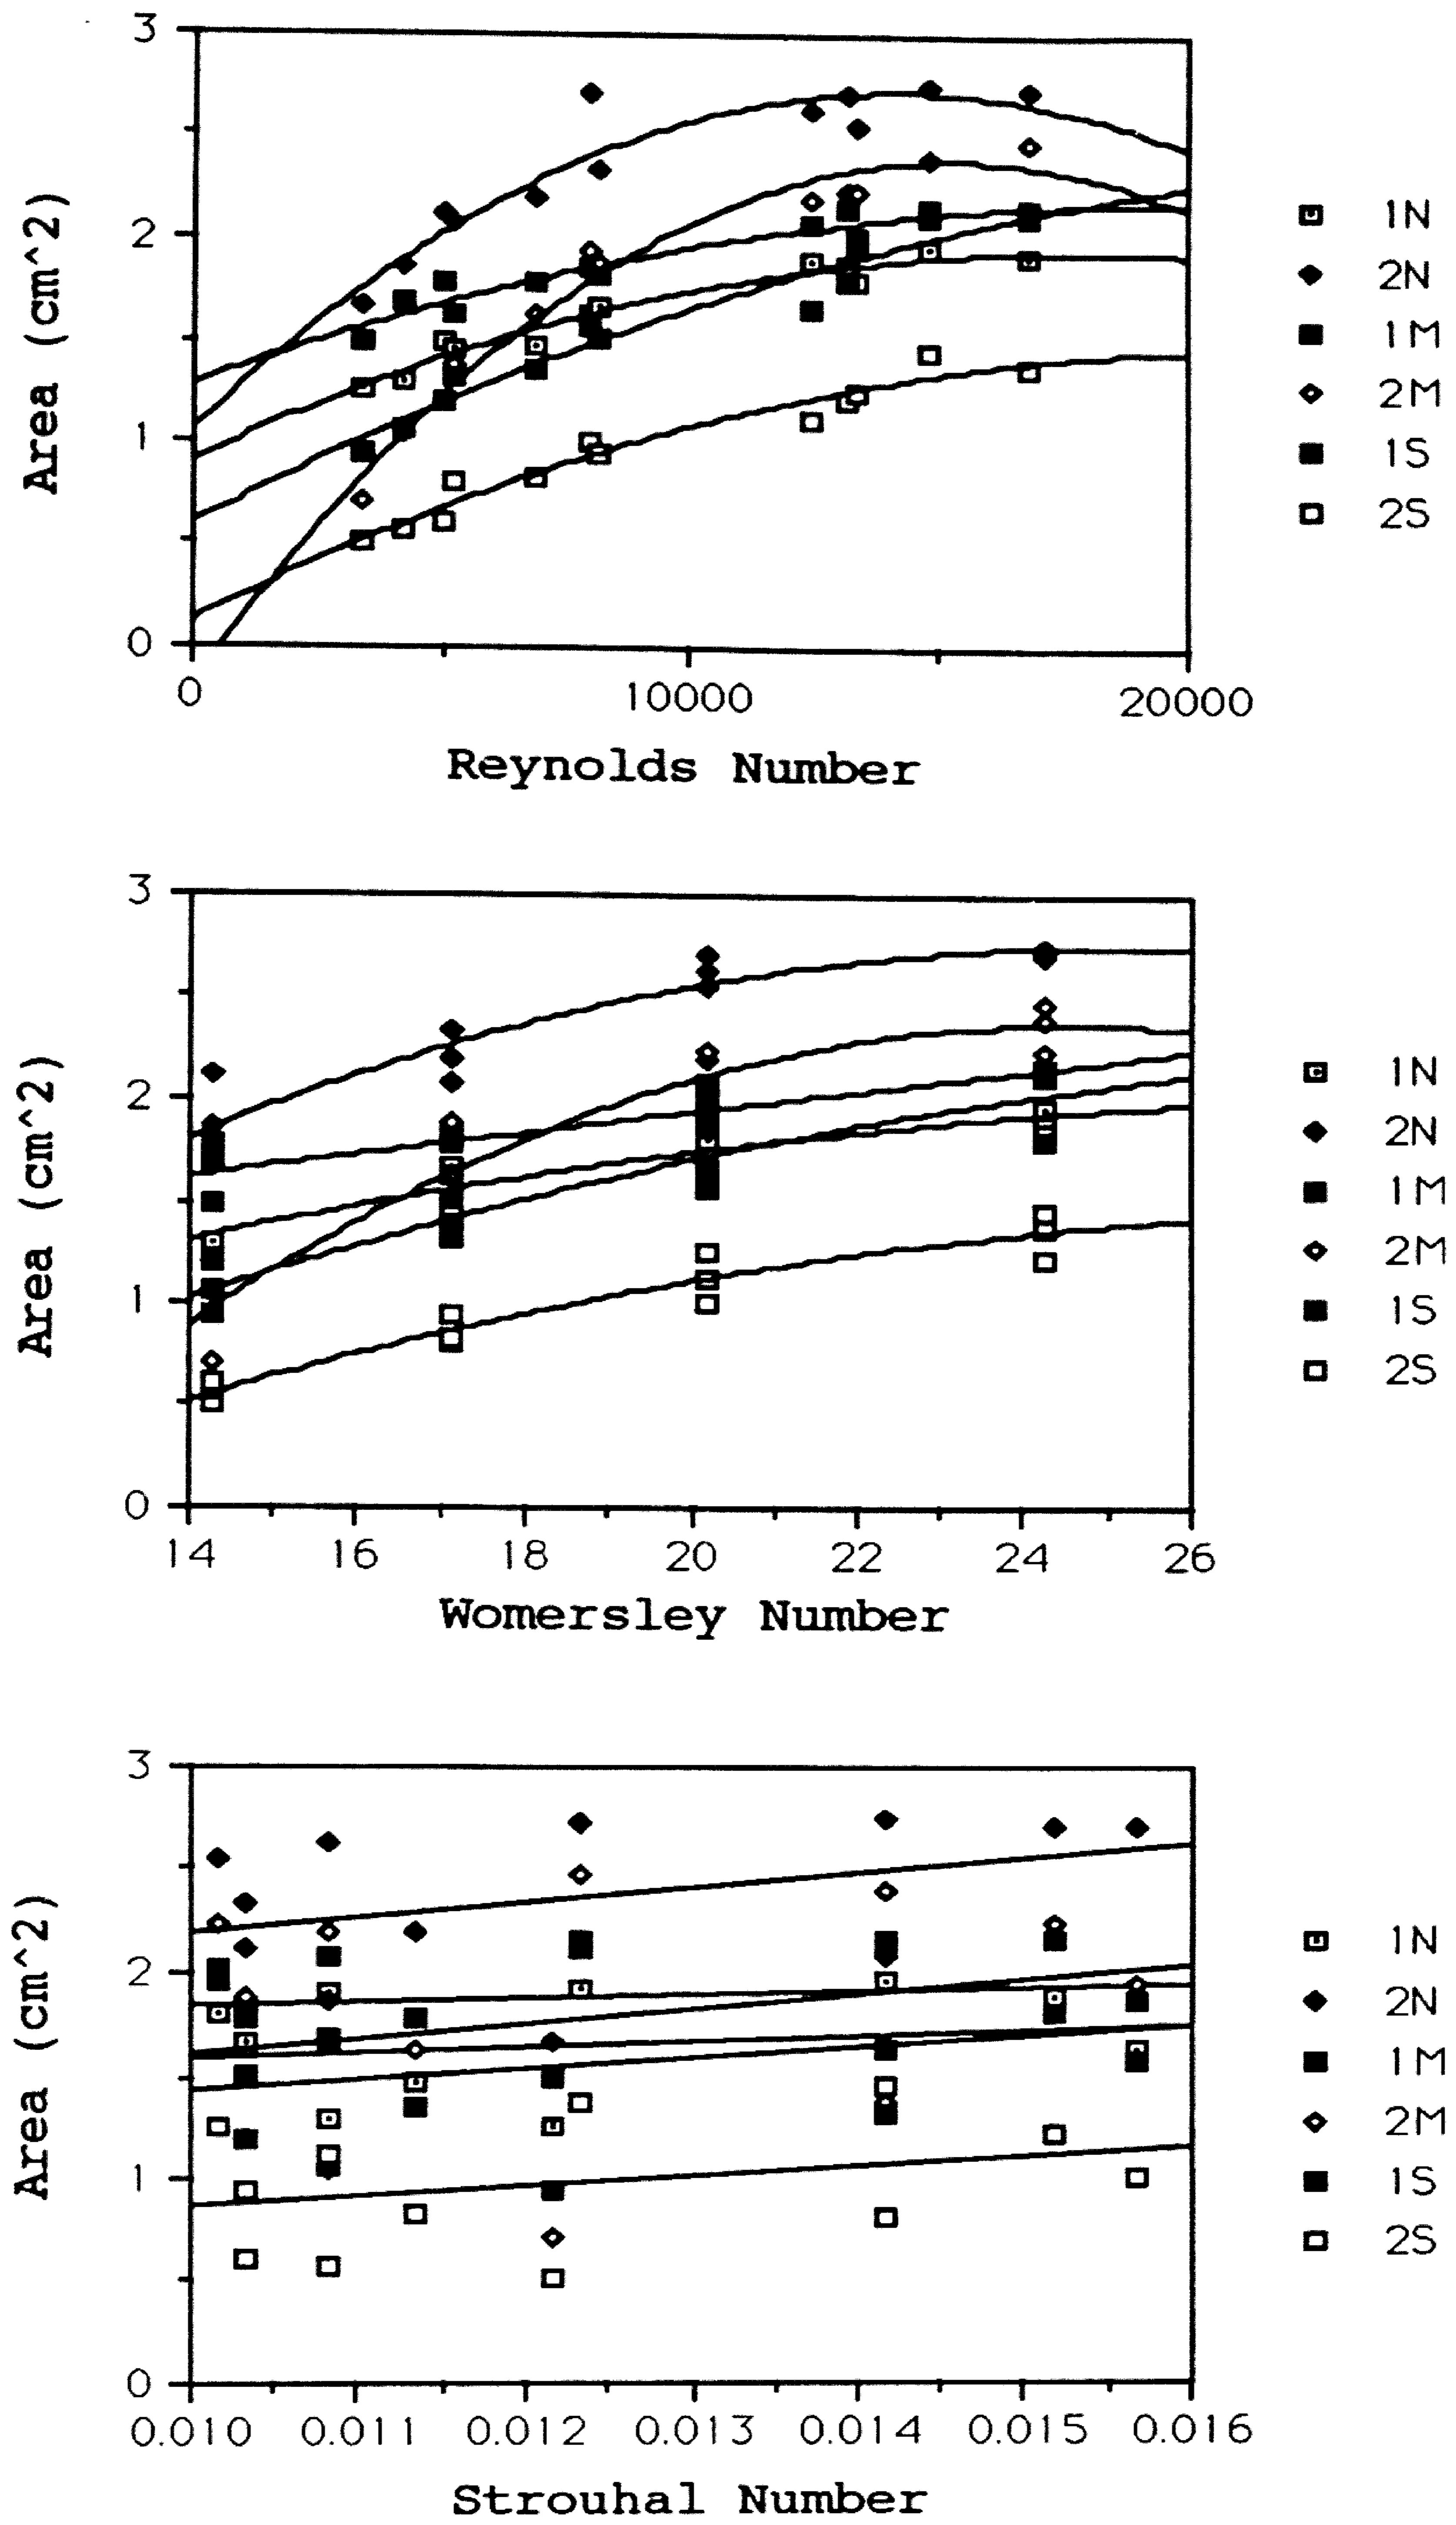 3
2
1
0
Area (cm^2)
0 10000 20000
Reynolds Number
1N
2N
1M
2M
1S
2S
3
2
1
0
Area (cm^2)
14 16 18 20 22 24 26
Womersley Number
1N
2N
1M
2M
1S
2S
3
2
1
0
Area (cm^2)
0.010 0.011 0.012 0.013 0.014 0.015 0.016
Strouhal Number
1N
2N
1M
2M
1S
2S